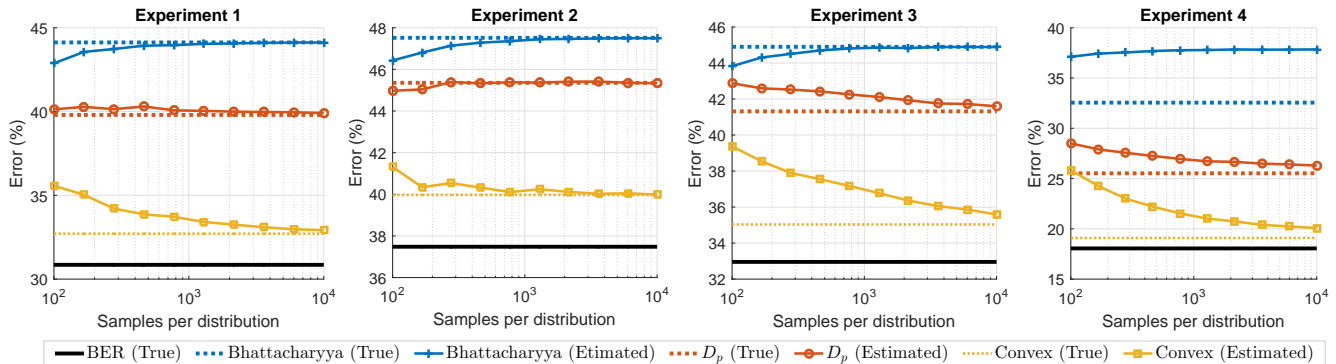 Experiment 1
Experiment 2
Experiment 3
Experiment 4
Error (%)
45
40
35
30
10^2
10^3
10^4
Samples per distribution
Error (%)
48
46
44
42
40
38
36
10^2
10^3
10^4
Samples per distribution
Error (%)
46
44
42
40
38
36
34
32
10^2
10^3
10^4
Samples per distribution
Error (%)
40
35
30
25
20
15
10^2
10^3
10^4
Samples per distribution
BER (True) Bhattacharyya (True) Bhattacharyya (Etimated) D_p (True) D_p (Estimated) Convex (True) Convex (Estimated)